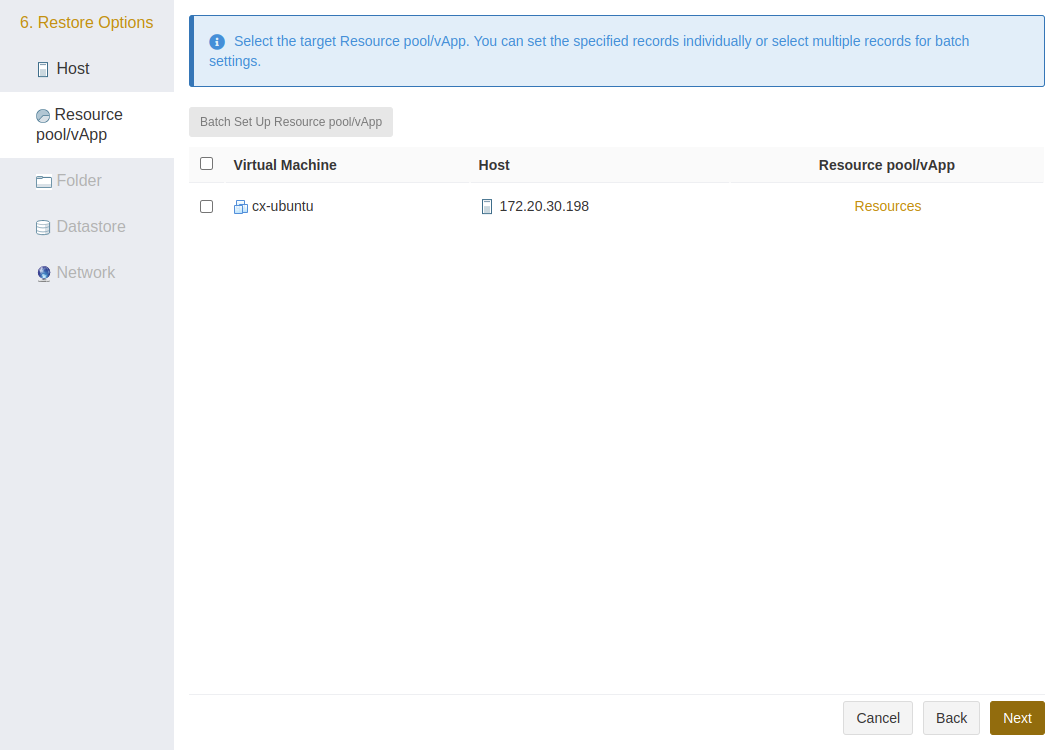 6. Restore Options
Host
Resource
pool/vApp
Folder
Datastore
Network
Select the target Resource pool/vApp. You can set the specified records individually or select multiple records for batch
settings.
Batch Set Up Resource pool/vApp
Virtual Machine Host Resource pool/vApp
cx-ubuntu 172.20.30.198 Resources
Cancel Back Next